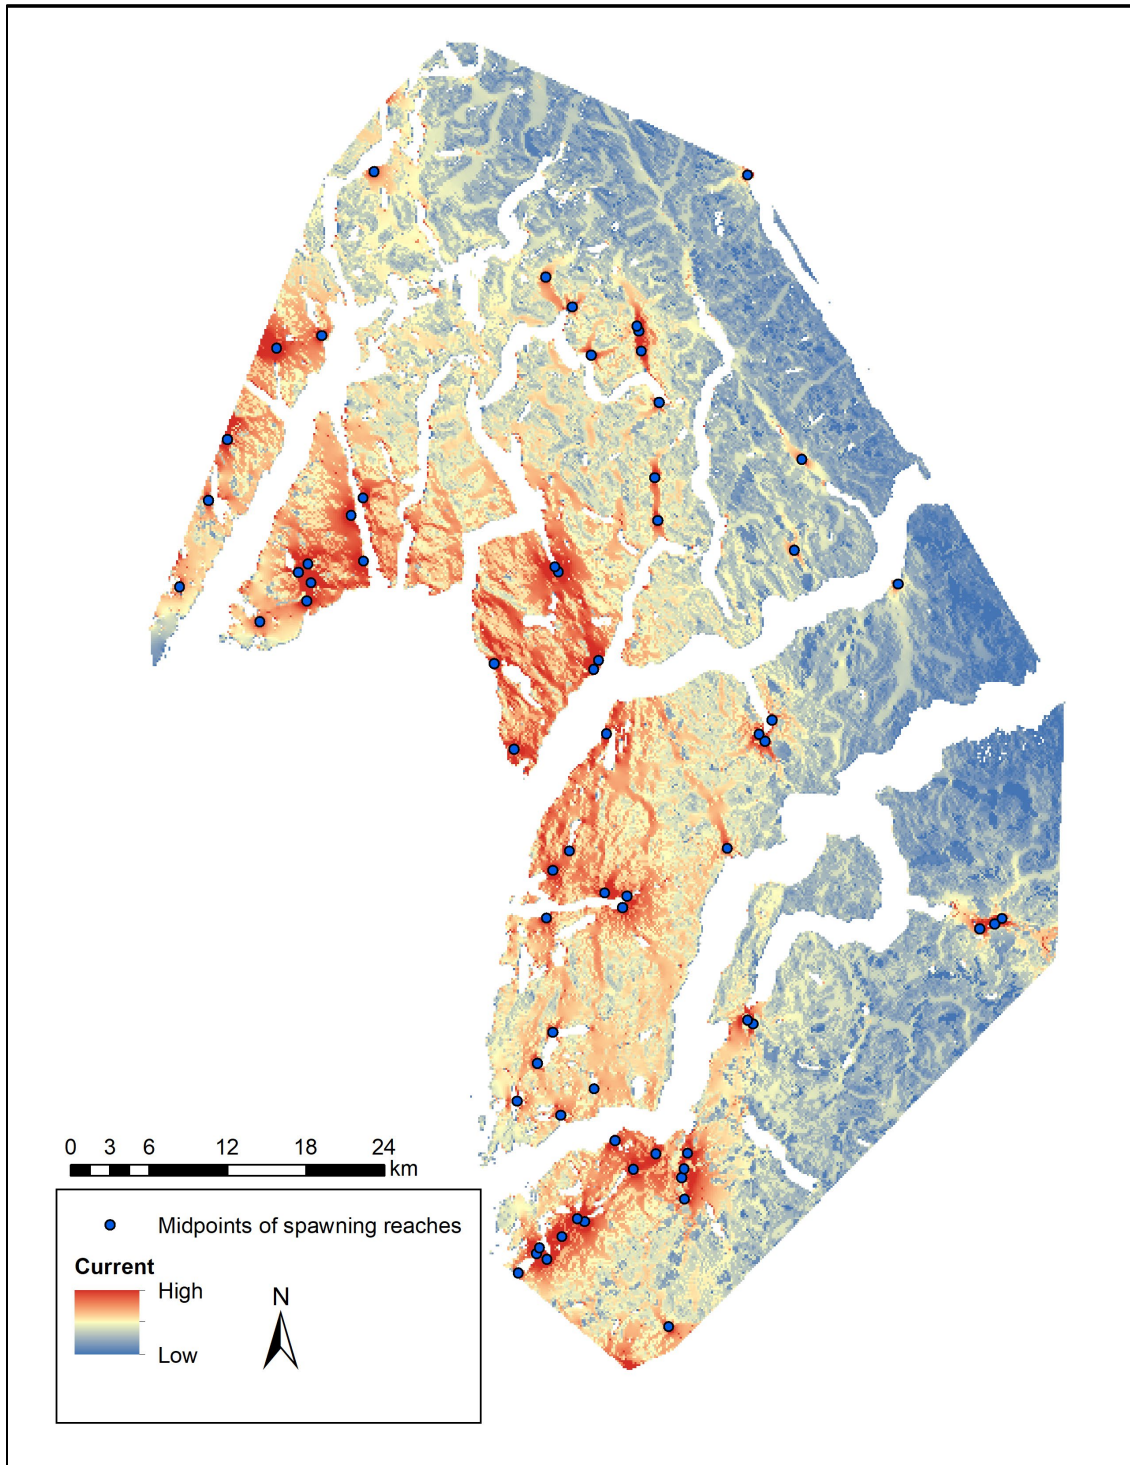 0 3 6 12 18 24
km
Midpoints of spawning reaches
Current
High
Low
N